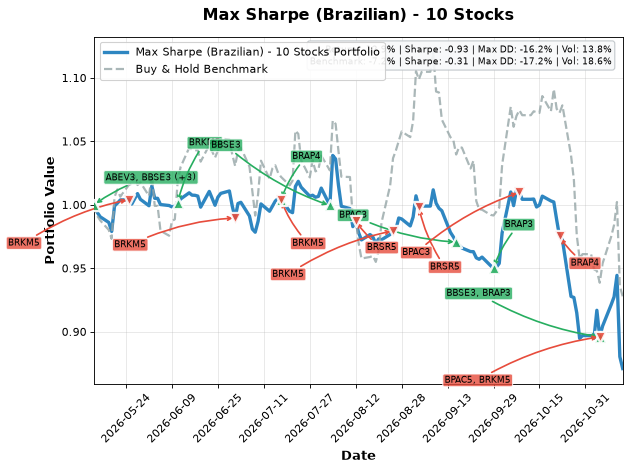 Max Sharpe (Brazilian) - 10 Stocks
Max Sharpe (Brazilian) - 10 Stocks Portfolio
Buy & Hold Benchmark
% | Sharpe: -0.93 | Max DD: -16.2% | Vol: 13.8%
% | Sharpe: -0.31 | Max DD: -17.2% | Vol: 18.6%
Portfolio Value
1.10
1.05
1.00
0.95
0.90
BBSE3
BRAP4
ABEV3, BBSE3 (+3)
BPAC3
BRAP3
BRKM5
BRKM5
BRKM5
BRSR5
BPAC3
BRAP4
BRSR5
BRKM5
BBSE3, BRAP3
BPAC5, BRKM5
2026-05-24
2026-06-09
2026-06-25
2026-07-11
2026-07-27
2026-08-12
2026-08-28
2026-09-13
2026-09-29
2026-10-15
2026-10-31
Date